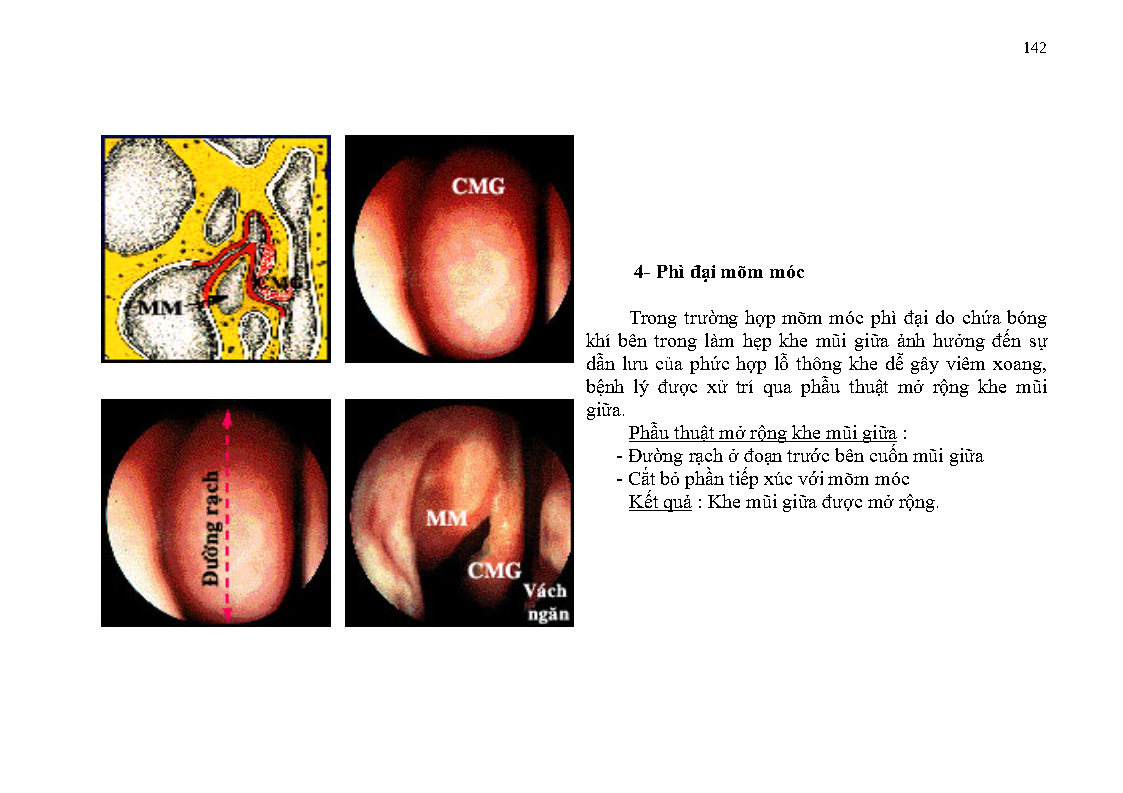 142
CMG
CMG
MM
4- Phì đại mõm móc
Trong trường hợp mõm móc phì đại do chứa bóng
khí bên trong làm hẹp khe mũi giữa ảnh hưởng đến sự
dẫn lưu của phức hợp lỗ thông khe dễ gây viêm xoang,
bệnh lý được xử trí qua phẫu thuật mở rộng khe mũi
giữa.
Phẫu thuật mở rộng khe mũi giữa :
- Đường rạch ở đoạn trước bên cuốn mũi giữa
- Cắt bỏ phần tiếp xúc với mõm móc
Kết quả : Khe mũi giữa được mở rộng.
Đường rạch
MM
CMG
Vách
ngăn